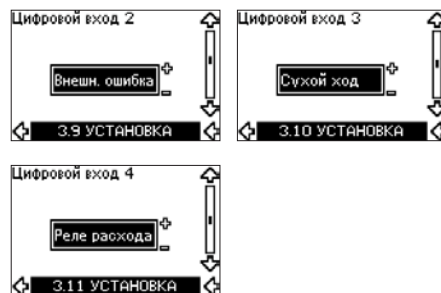 Цифровой вход 2
Внешн. ошибка
3.9 УСТАНОВКА
Цифровой вход 3
Сухой ход
3.10 УСТАНОВКА
Цифровой вход 4
Реле расхода
3.11 УСТАНОВКА